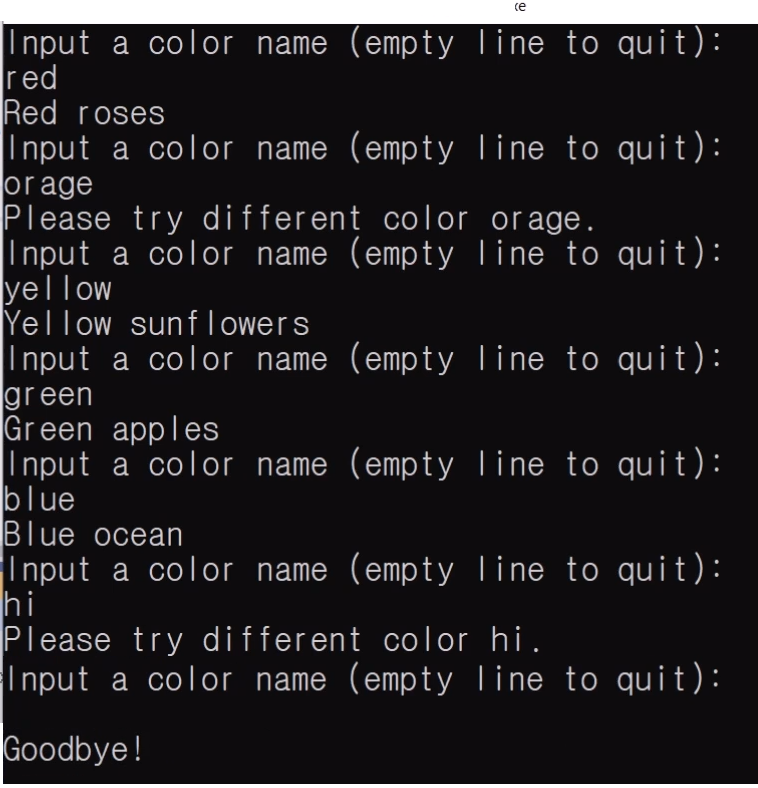 Input a color name (empty line to quit):
red
Red roses
Input a color name (empty line to quit):
orage
Please try different color orage.
Input a color name (empty line to quit):
yellow
Yellow sunflowers
Input a color name (empty line to quit):
green
Green apples
Input a color name (empty line to quit):
blue
Blue ocean
Input a color name (empty line to quit):
hi
Please try different color hi.
Input a color name (empty line to quit):
Goodbye!